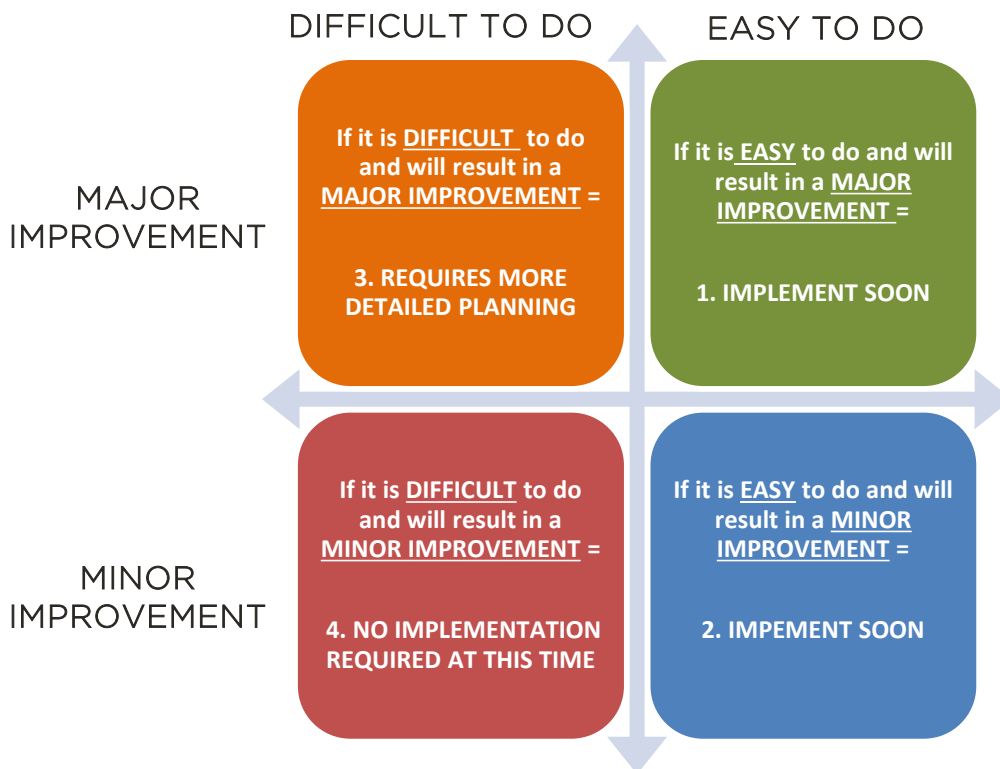 DIFFICULT TO DO
EASY TO DO
MAJOR
IMPROVEMENT
If it is DIFFICULT to do
and will result in a
MAJOR IMPROVEMENT =
3. REQUIRES MORE
DETAILED PLANNING
If it is EASY to do and will
result in a MAJOR
IMPROVEMENT =
1. IMPLEMENT SOON
MINOR
IMPROVEMENT
If it is DIFFICULT to do
and will result in a
MINOR IMPROVEMENT =
4. NO IMPLEMENTATION
REQUIRED AT THIS TIME
If it is EASY to do and will
result in a MINOR
IMPROVEMENT =
2. IMPEMENT SOON